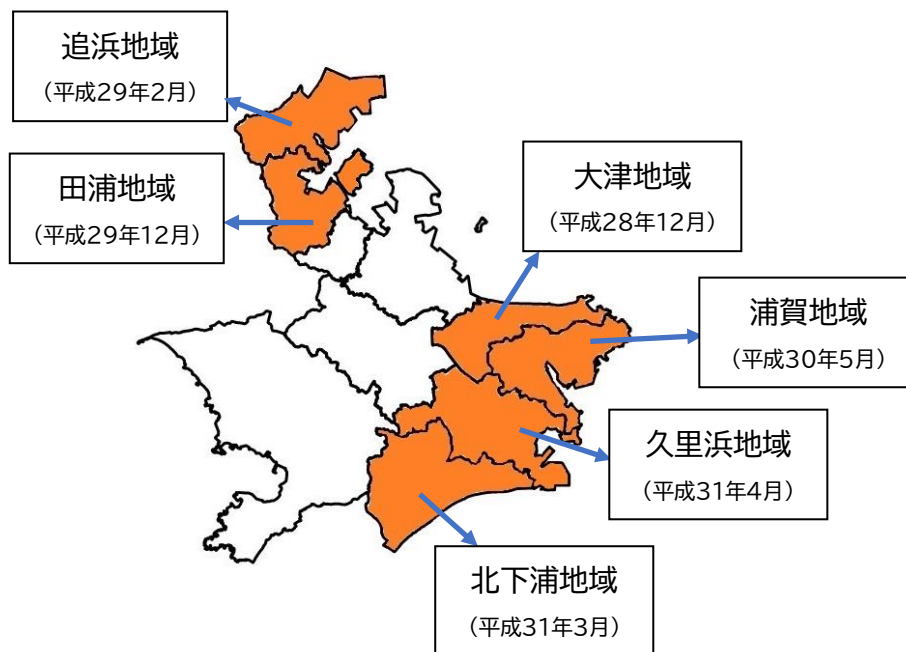 追浜地域
（平成29年2月）
田浦地域
（平成29年12月）
大津地域
（平成28年12月）
浦賀地域
（平成30年5月）
久里浜地域
（平成31年4月）
北下浦地域
（平成31年3月）